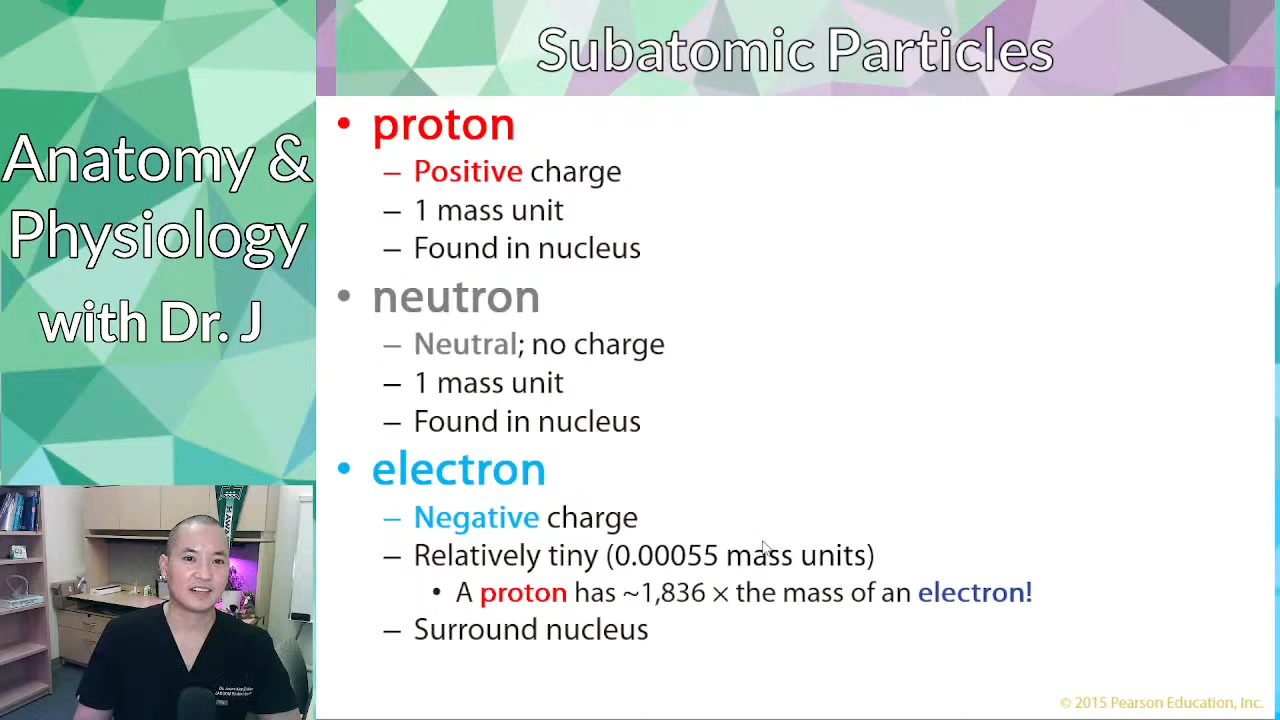 Anatomy &
Physiology
with Dr. J
Subatomic Particles
• proton
– Positive charge
– 1 mass unit
– Found in nucleus
• neutron
– Neutral; no charge
– 1 mass unit
– Found in nucleus
• electron
– Negative charge
– Relatively tiny (0.00055 mass units)
• A proton has ~1,836 × the mass of an electron!
– Surround nucleus
© 2015 Pearson Education, Inc.